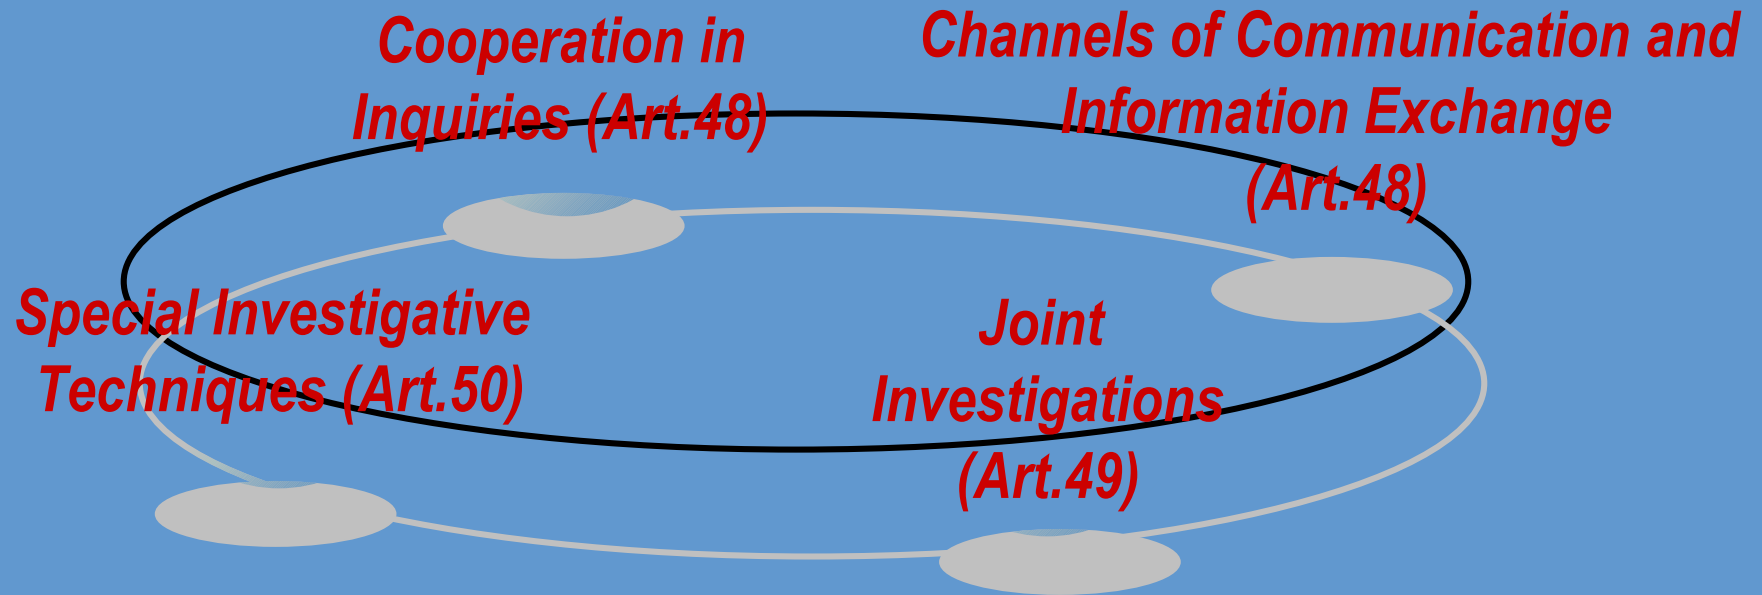 Cooperation in
Inquiries (Art.48)
Channels of Communication and
Information Exchange
(Art.48)
Special Investigative
Techniques (Art.50)
Joint
Investigations
(Art.49)